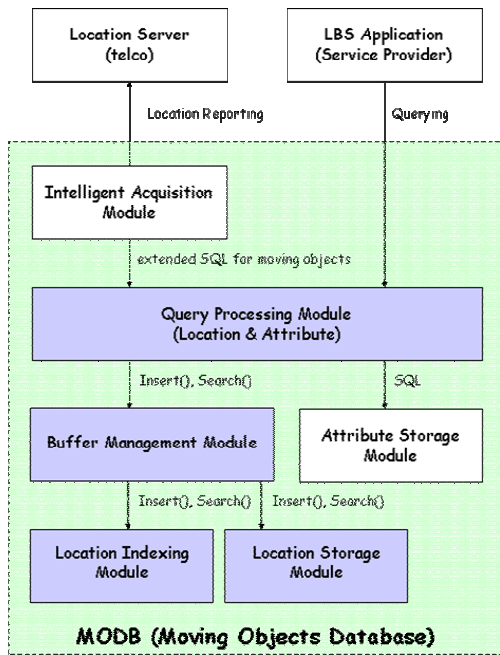 Location Server
(telco)
LBS Application
(Service Provider)
Location Reporting
Querying
Intelligent Acquisition
Module
extended SQL for moving objects
Query Processing Module
(Location & Attribute)
Insert(), Search()
SQL
Buffer Management Module
Attribute Storage
Module
Insert(), Search()
Insert(), Search()
Location Indexing
Module
Location Storage
Module
MODB (Moving Objects Database)